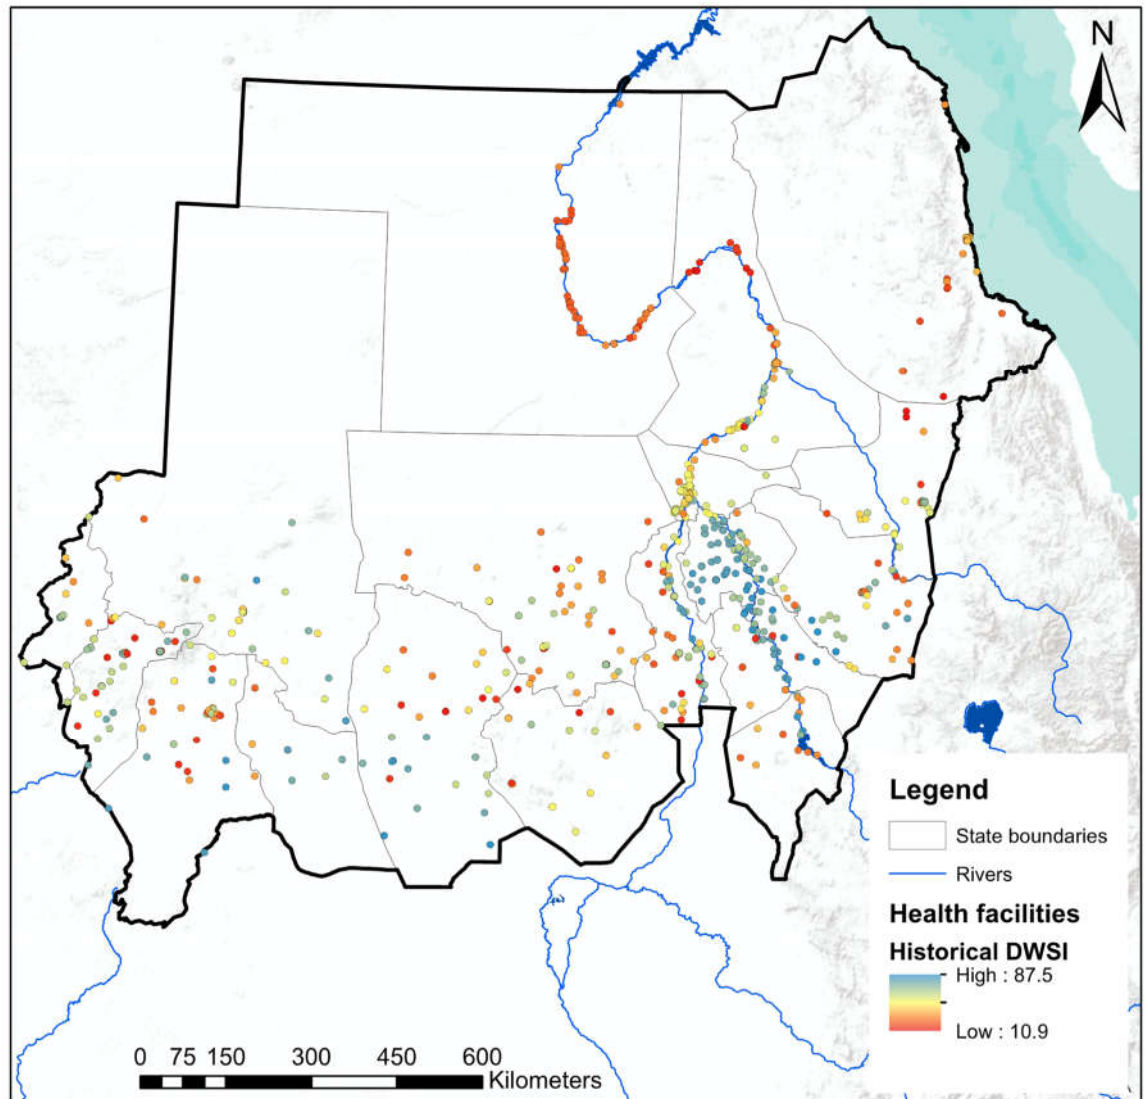 N
Legend
State boundaries
Rivers
Health facilities
Historical DWSI
High : 87.5
Low : 10.9
0 75 150 300 450 600
Kilometers